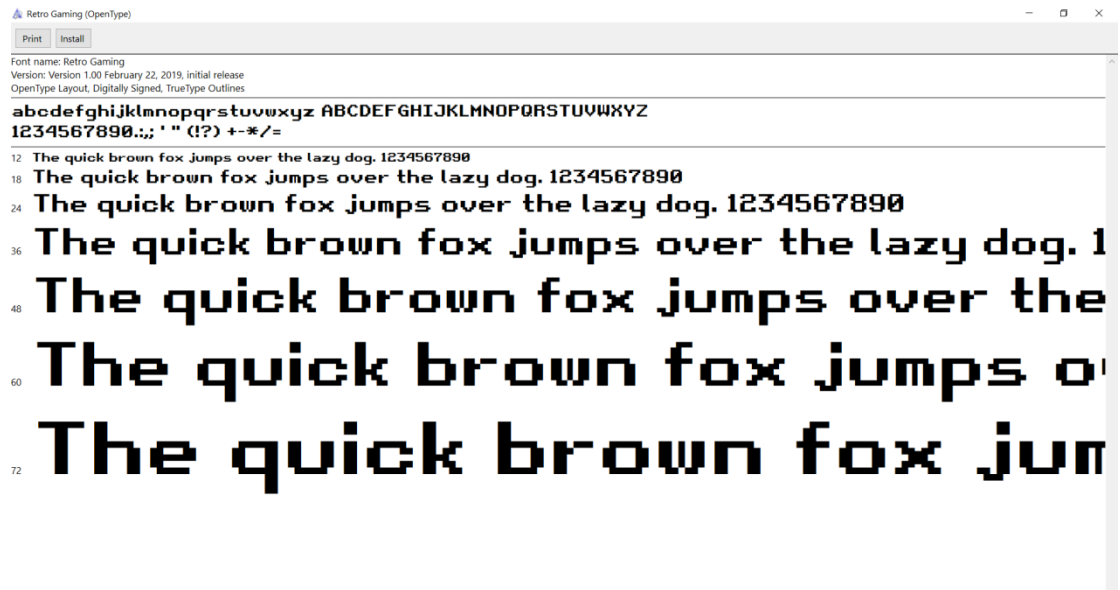 Retro Gaming (OpenType)
Print Install
Font name: Retro Gaming
Version: Version 1.00 February 22, 2019, initial release
OpenType Layout, Digitally Signed, TrueType Outlines
abcdefghijklmnopqrstuvwxyz ABCDEFGHIJKLMNOPQRSTUVWXYZ
1234567890.:,; ' " (!?) +-*/=
12 The quick brown fox jumps over the lazy dog. 1234567890
18 The quick brown fox jumps over the lazy dog. 1234567890
24 The quick brown fox jumps over the lazy dog. 1234567890
36 The quick brown fox jumps over the lazy dog. 1
48 The quick brown fox jumps over the
60 The quick brown fox jumps o
72 The quick brown fox jum